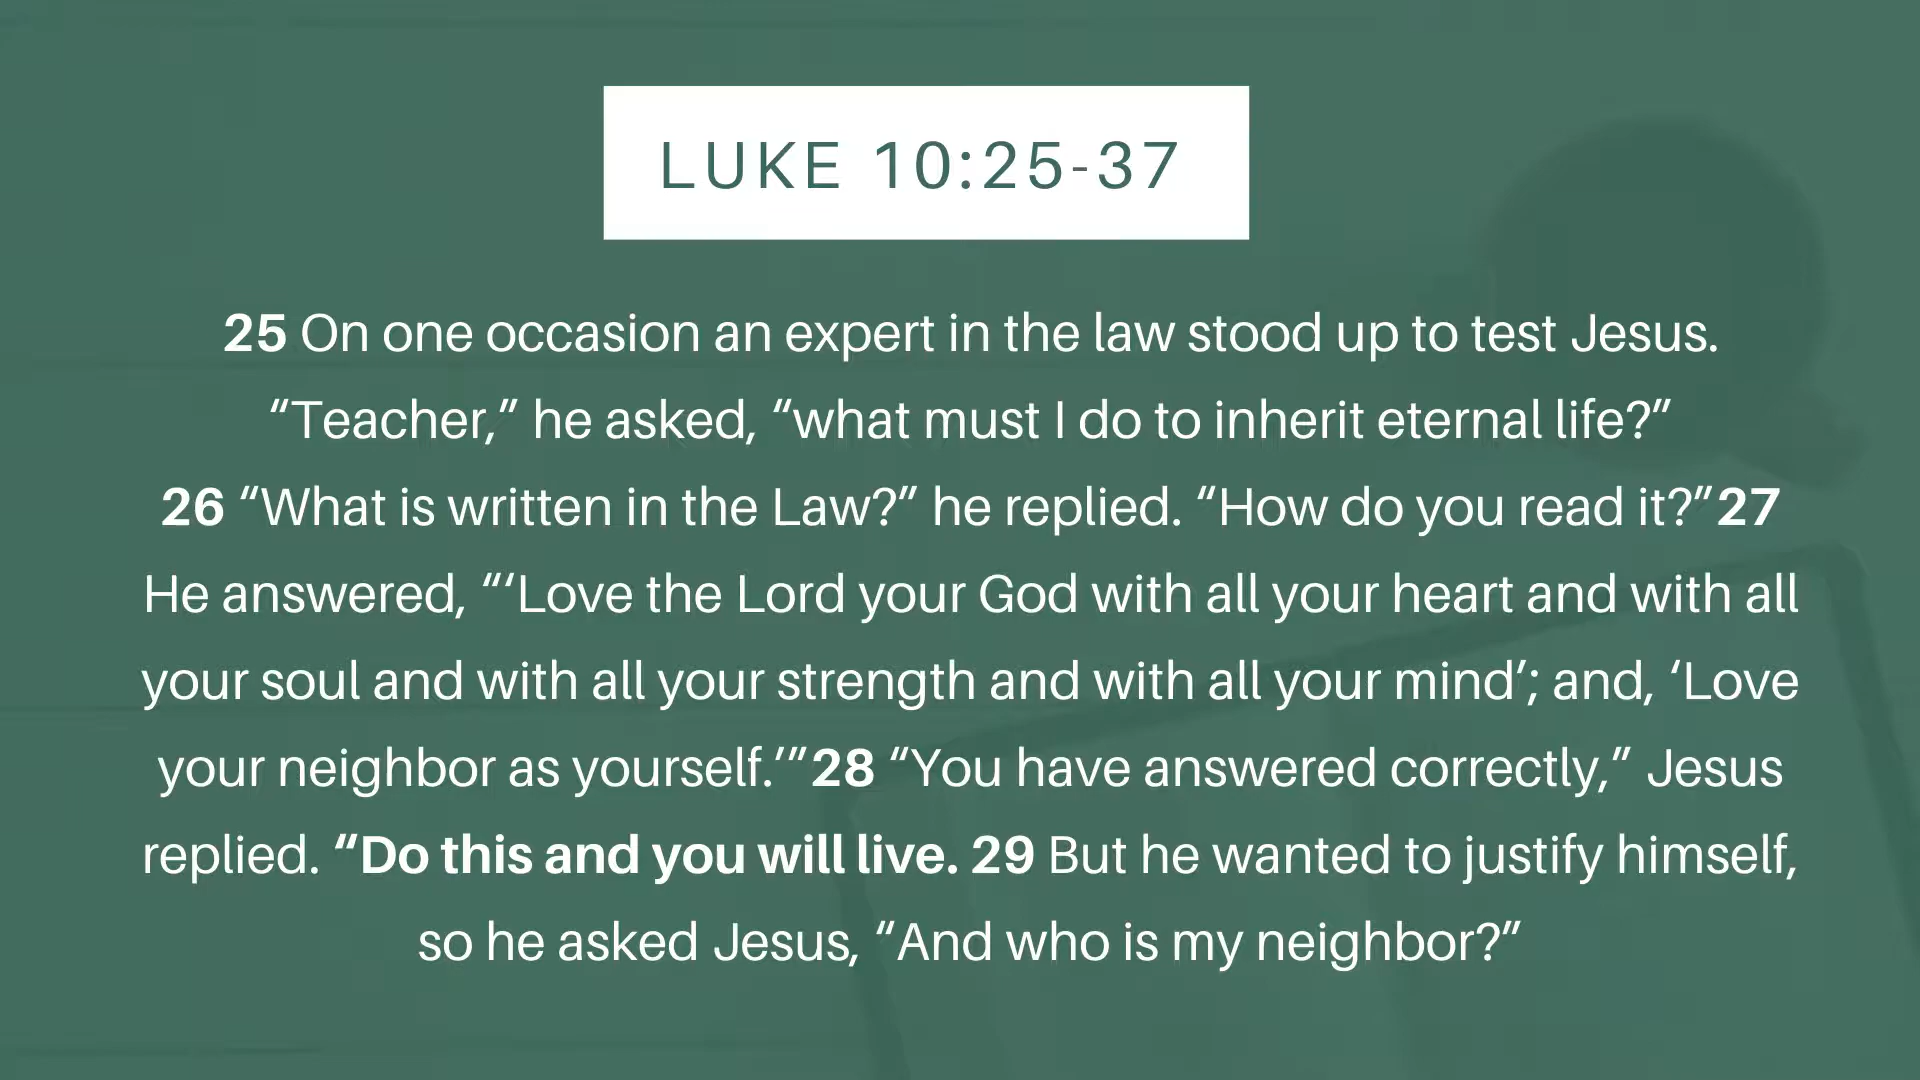 LUKE 10:25-37
25 On one occasion an expert in the law stood up to test Jesus.
“Teacher,” he asked, “what must I do to inherit eternal life?”
26 “What is written in the Law?” he replied. “How do you read it?”27
He answered, “‘Love the Lord your God with all your heart and with all
your soul and with all your strength and with all your mind’; and, ‘Love
your neighbor as yourself.’”28 “You have answered correctly,” Jesus
replied. “Do this and you will live. 29 But he wanted to justify himself,
so he asked Jesus, “And who is my neighbor?”